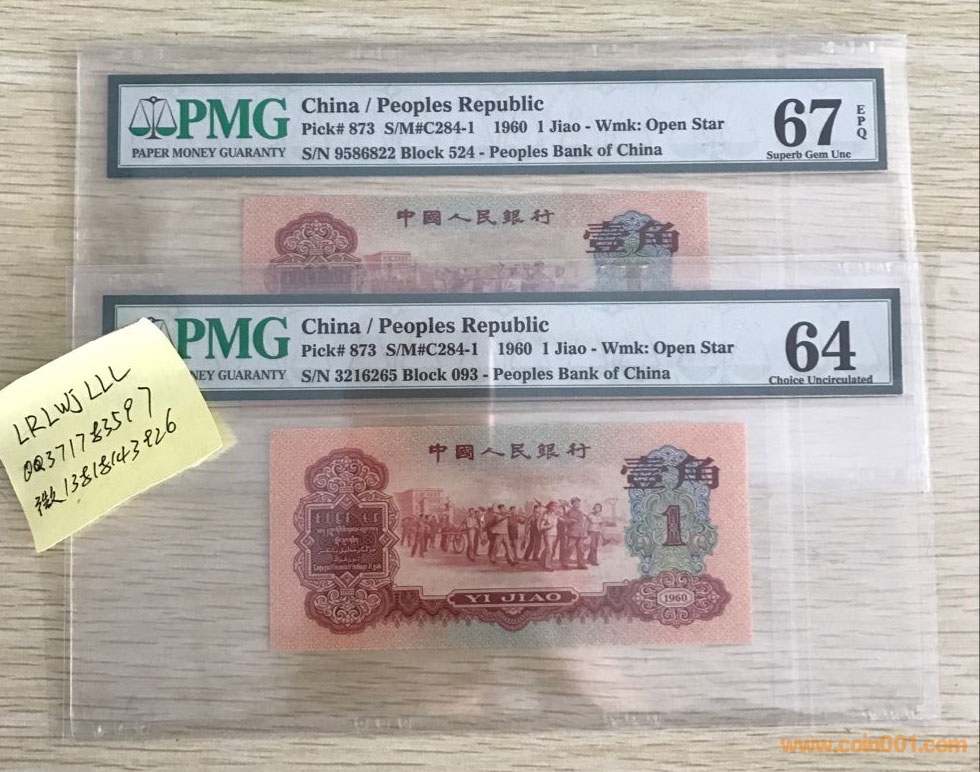 PMG
PAPER MONEY GUARANTY
China / Peoples Republic
Pick# 873 S/M#C284-1 1960 1 Jiao - Wmk: Open Star
S/N 9586822 Block 524 - Peoples Bank of China
67
EPQ
Superb Gem Unc
中國人民銀行
壹角
PMG
NEY GUARANTY
China / Peoples Republic
Pick# 873 S/M#C284-1 1960 1 Jiao - Wmk: Open Star
S/N 3216265 Block 093 - Peoples Bank of China
64
Choice Uncirculated
LRLWJLLL
QQ371783597
微13818143926
中國人民銀行
壹角
1
YI JIAO
1960
www.coin001.com